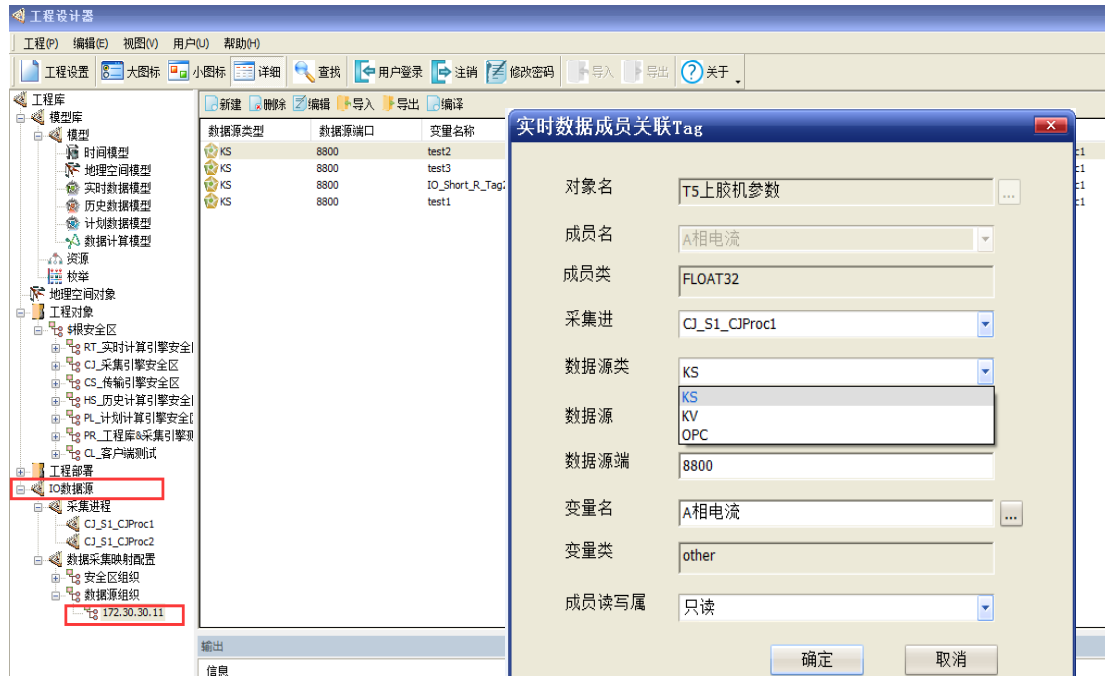 工程设计器
工程(P) 编辑(E) 视图(V) 用户(U) 帮助(H)
工程设置 大图标 小图标 详细 查找 用户登录 注销 修改密码 导入 导出 关于
工程库
模型库
模型
时间模型
地理空间模型
实时数据模型
历史数据模型
计划数据模型
数据计算模型
资源
枚举
地理空间对象
工程对象
$根安全区
RT_实时计算引擎安全
CJ_采集引擎安全区
CS_传输引擎安全区
HS_历史计算引擎安全
PL_计划计算引擎安全
PR_工程库&采集引擎
CL_客户端测试
工程部署
IO数据源
采集进程
CJ_S1_CJProc1
CJ_S1_CJProc2
数据采集映射配置
安全区组织
数据源组织
172.30.30.11
新建 删除 编辑 导入 导出 编译
数据源类型 数据源端口 变量名称
KS 8800 test2 c1
KS 8800 test3 c1
KS 8800 IO_Short_R_Tag c1
KS 8800 test1 c1
输出
信息
实时数据成员关联Tag
对象名 T5上胶机参数 ...
成员名 A相电流
成员类 FLOAT32
采集进 CJ_S1_CJProc1
数据源类 KS
KS
KV
OPC
数据源
数据源端 8800
变量名 A相电流 ...
变量类 other
成员读写属 只读
确定 取消